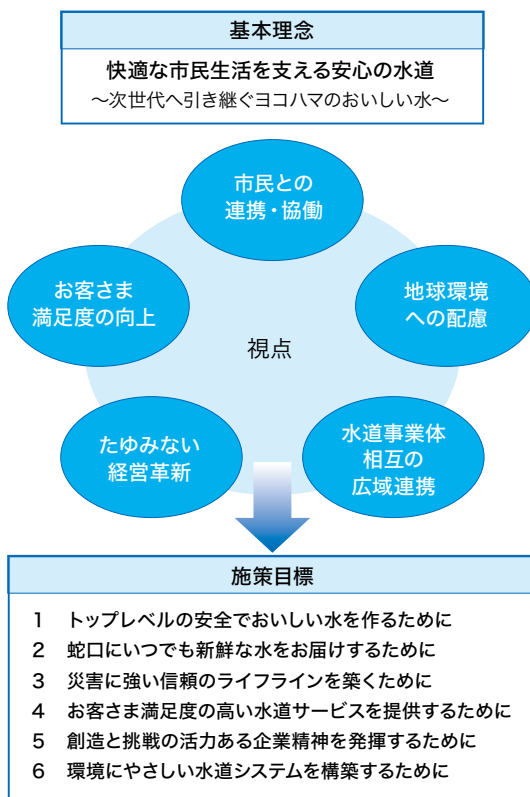 基本理念
快適な市民生活を支える安心の水道
〜次世代へ引き継ぐヨコハマのおいしい水〜
市民との
連携・協働
お客さま
満足度の向上
地球環境
への配慮
視点
たゆみない
経営革新
水道事業体
相互の
広域連携
施策目標
1 トップレベルの安全でおいしい水を作るために
2 蛇口にいつでも新鮮な水をお届けするために
3 災害に強い信頼のライフラインを築くために
4 お客さま満足度の高い水道サービスを提供するために
5 創造と挑戦の活力ある企業精神を発揮するために
6 環境にやさしい水道システムを構築するために